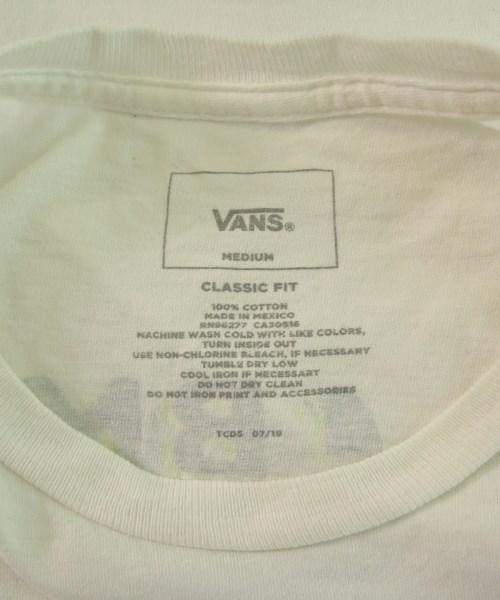 VANS®
MEDIUM
CLASSIC FIT
100% COTTON
MADE IN MEXICO
RN96277 CA30516
MACHINE WASH COLD WITH LIKE COLORS,
TURN INSIDE OUT
USE NON-CHLORINE BLEACH, IF NECESSARY
TUMBLE DRY LOW
COOL IRON IF NECESSARY
DO NOT DRY CLEAN
DO NOT IRON PRINT AND ACCESSORIES
TCDS 07/19